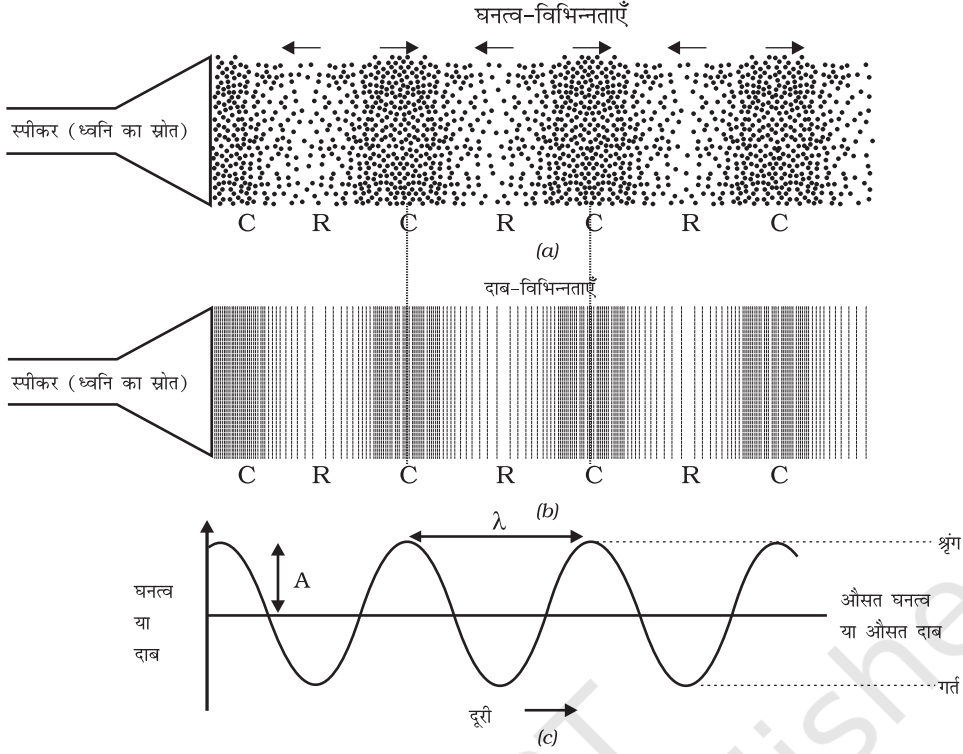 घनत्व-विभिन्नताएँ
स्पीकर (ध्वनि का स्रोत)
C R C R C R C
(a)
दाब-विभिन्नताएँ
स्पीकर (ध्वनि का स्रोत)
C R C R C R C
(b)
λ
श्रृंग
A
घनत्व
या
दाब
औसत घनत्व
या औसत दाब
गर्त
दूरी
(c)